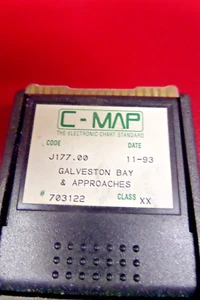 C-MAP
THE ELECTRONIC CHART STANDARD
CODE DATE
J177.00 11-93
GALVESTON BAY
& APPROACHES
# 703122 CLASS XX